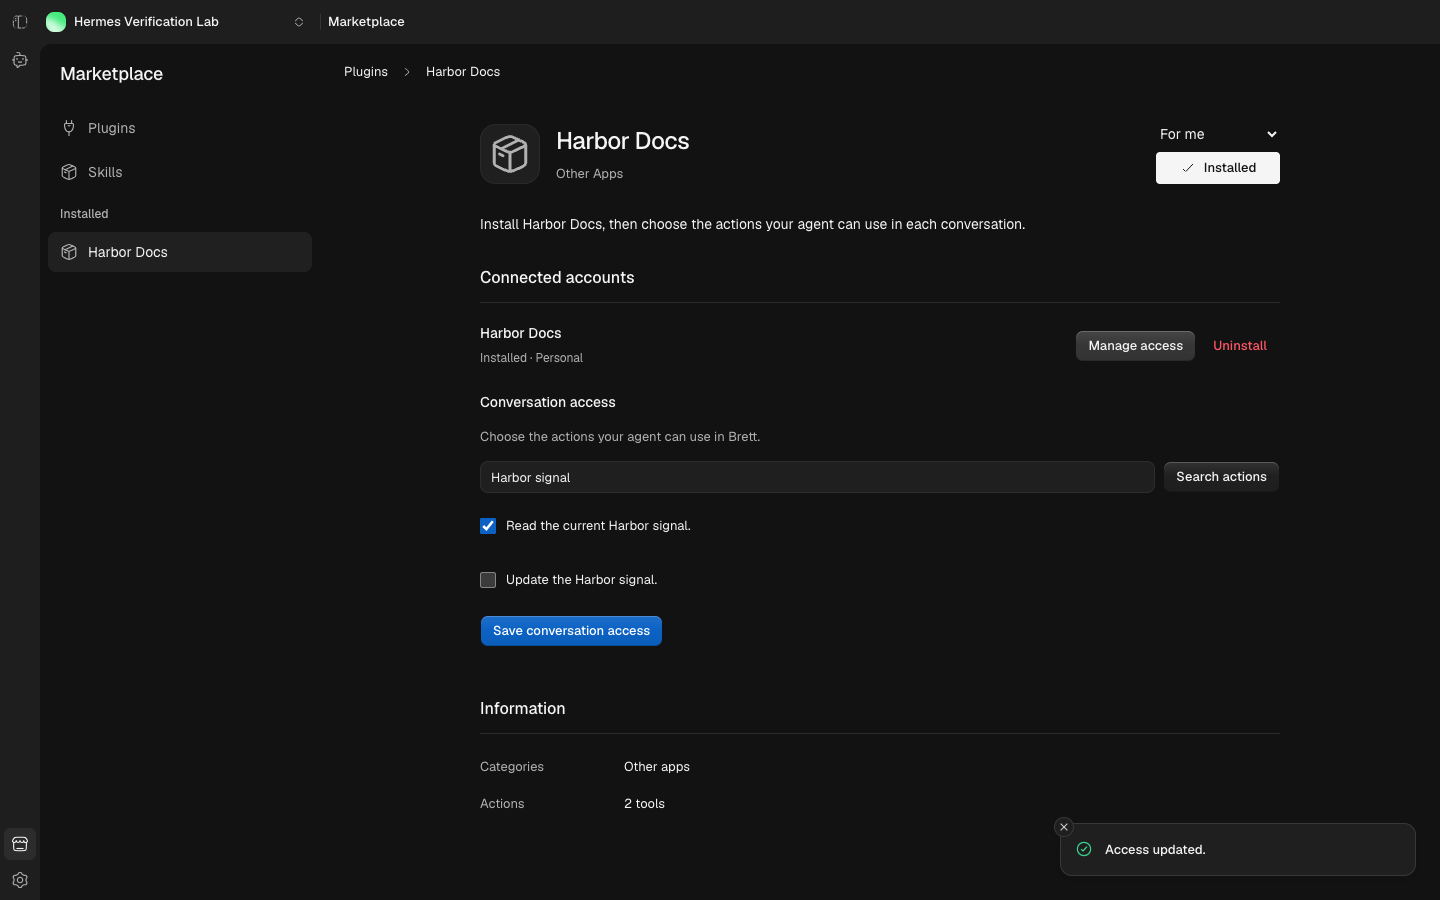 Hermes Verification Lab
Marketplace
Marketplace
Plugins
Skills
Installed
Harbor Docs
Plugins
Harbor Docs
Harbor Docs
Other Apps
For me
Installed
Install Harbor Docs, then choose the actions your agent can use in each conversation.
Connected accounts
Harbor Docs
Installed · Personal
Manage access
Uninstall
Conversation access
Choose the actions your agent can use in Brett.
Harbor signal
Search actions
Read the current Harbor signal.
Update the Harbor signal.
Save conversation access
Information
Categories
Other apps
Actions
2 tools
Access updated.